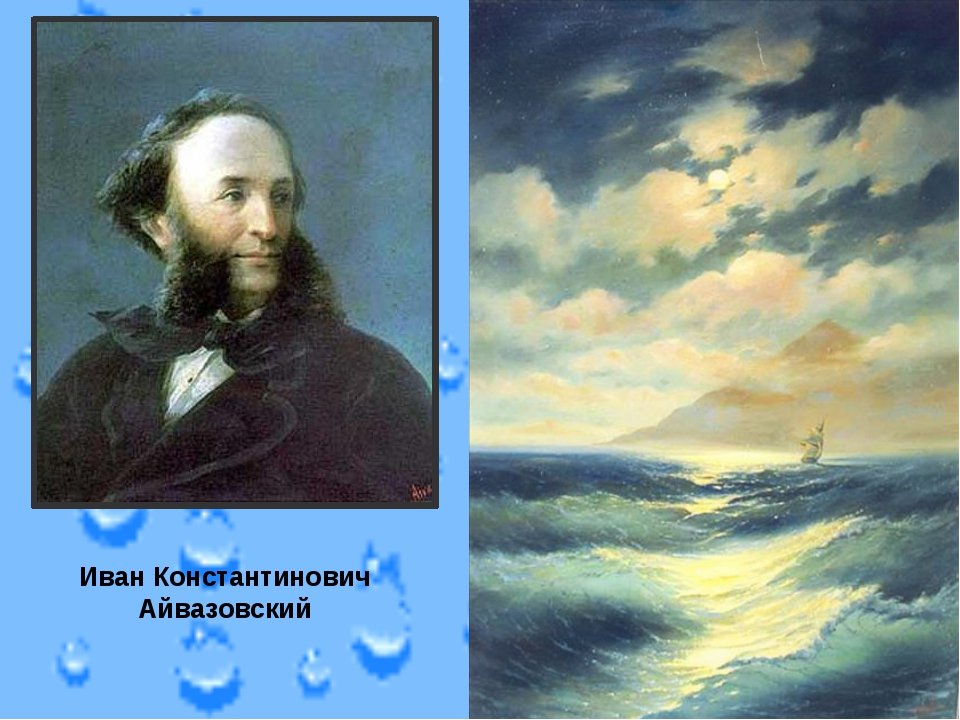 Иван Константинович
Айвазовский